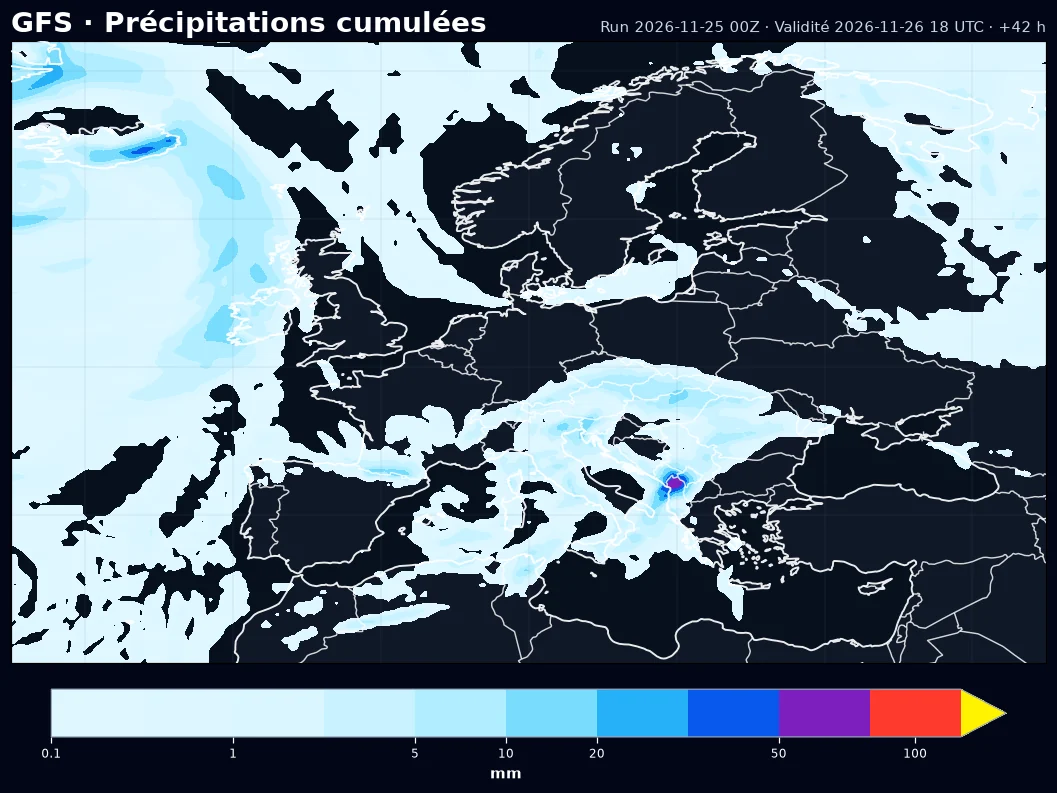 GFS · Précipitations cumulées
Run 2026-11-25 00Z · Validité 2026-11-26 18 UTC · +42 h
0.1 1 5 10 20 50 100
mm